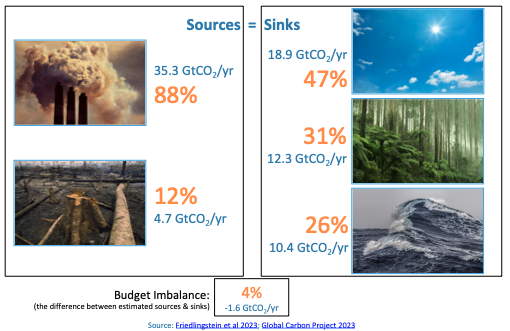 Sources = Sinks
35.3 GtCO₂/yr
88%
12%
4.7 GtCO₂/yr
18.9 GtCO₂/yr
47%
31%
12.3 GtCO₂/yr
26%
10.4 GtCO₂/yr
Budget Imbalance:
(the difference between estimated sources & sinks)
4%
-1.6 GtCO₂/yr
Source: Friedlingstein et al 2023; Global Carbon Project 2023